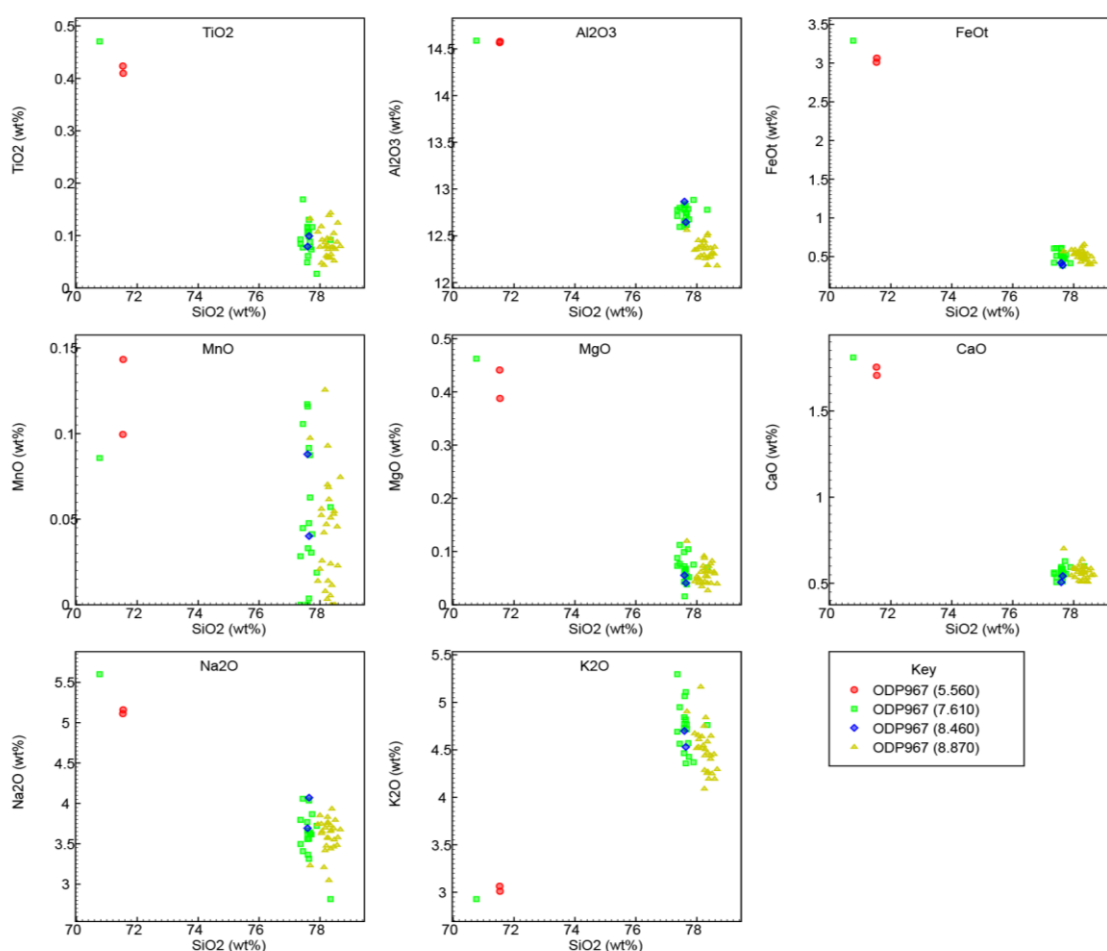 TiO2
0.5
0.4
0.3
0.2
0.1
0
TiO2 (wt%)
70 72 74 76 78
SiO2 (wt%)
Al2O3
14.5
14
13.5
13
12.5
12
Al2O3 (wt%)
70 72 74 76 78
SiO2 (wt%)
FeOt
3.5
3
2.5
2
1.5
1
0.5
FeOt (wt%)
70 72 74 76 78
SiO2 (wt%)
MnO
0.15
0.1
0.05
0
MnO (wt%)
70 72 74 76 78
SiO2 (wt%)
MgO
0.5
0.4
0.3
0.2
0.1
0
MgO (wt%)
70 72 74 76 78
SiO2 (wt%)
CaO
1.5
1
0.5
CaO (wt%)
70 72 74 76 78
SiO2 (wt%)
Na2O
5.5
5
4.5
4
3.5
3
Na2O (wt%)
70 72 74 76 78
SiO2 (wt%)
K2O
5.5
5
4.5
4
3.5
3
K2O (wt%)
70 72 74 76 78
SiO2 (wt%)
Key
ODP967 (5.560)
ODP967 (7.610)
ODP967 (8.460)
ODP967 (8.870)